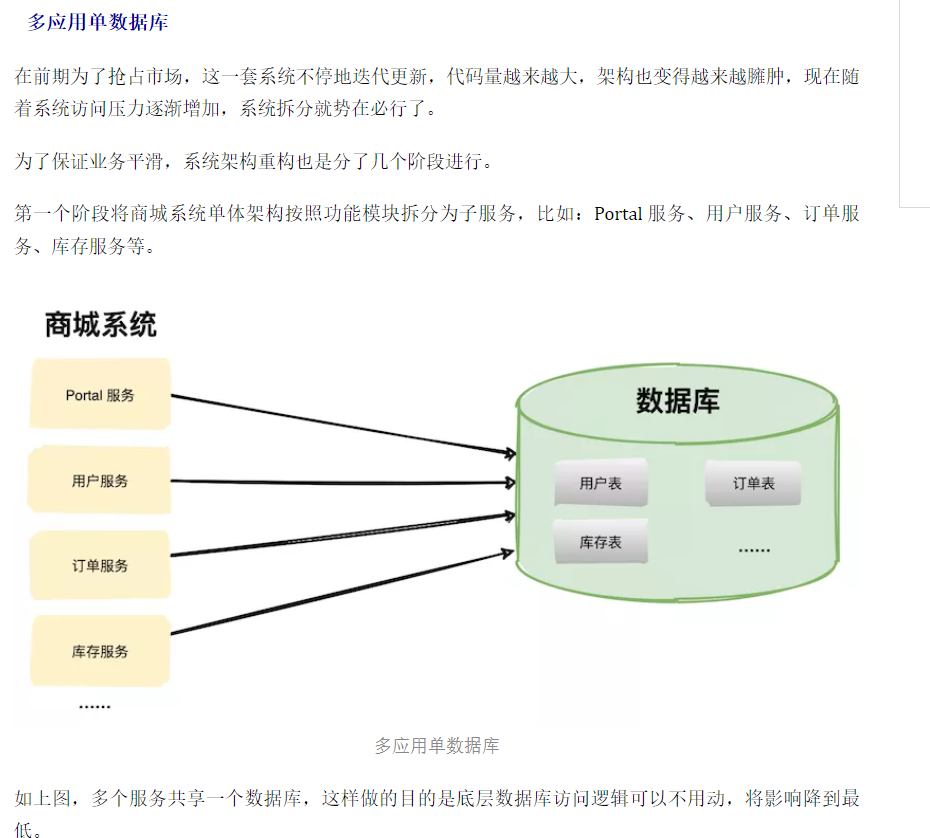 多应用单数据库
在前期为了抢占市场，这一套系统不停地迭代更新，代码量越来越大，架构也变得越来越臃肿，现在随
着系统访问压力逐渐增加，系统拆分就势在必行了。
为了保证业务平滑，系统架构重构也是分了几个阶段进行。
第一个阶段将商城系统单体架构按照功能模块拆分为子服务，比如：Portal 服务、用户服务、订单服
务、库存服务等。
商城系统
Portal 服务
用户服务
订单服务
库存服务
......
数据库
用户表
订单表
库存表
......
多应用单数据库
如上图，多个服务共享一个数据库，这样做的目的是底层数据库访问逻辑可以不用动，将影响降到最
低。